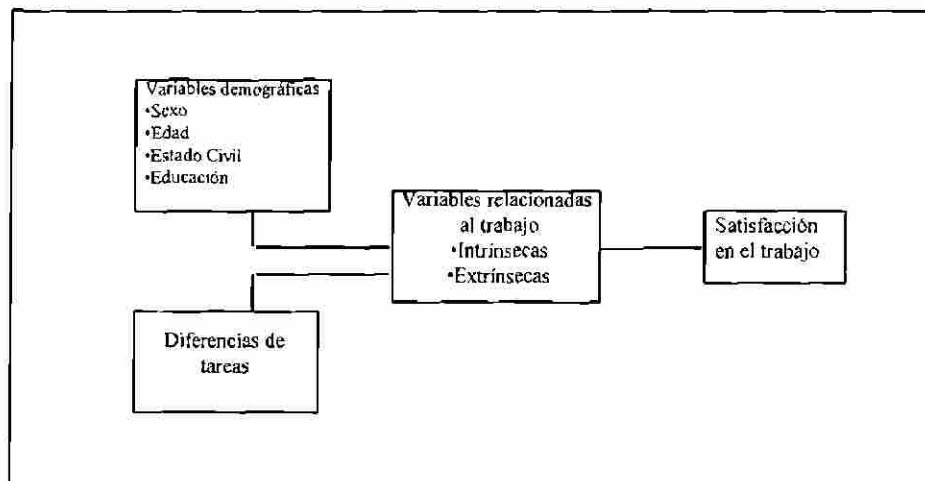 Variables demográficas
•Sexo
•Edad
•Estado Civil
•Educación
Variables relacionadas
al trabajo
•Intrínsecas
•Extrínsecas
Satisfacción
en el trabajo
Diferencias de
tareas